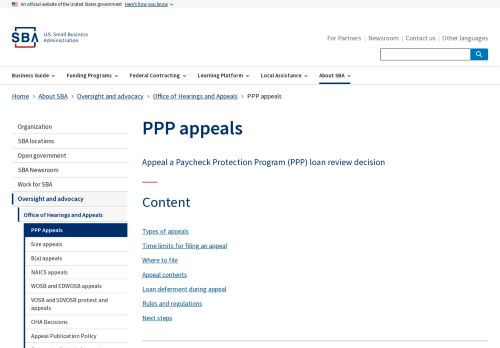 An official website of the United States government Here's how you know
SBA U.S. Small Business
Administration
For Partners | Newsroom | Contact us | Other languages
Business Guide Funding Programs Federal Contracting Learning Platform Local Assistance About SBA
Home › About SBA › Oversight and advocacy › Office of Hearings and Appeals › PPP appeals
Organization
SBA locations
Open government
SBA Newsroom
Work for SBA
Oversight and advocacy
Office of Hearings and Appeals
PPP Appeals
Size appeals
8(a) appeals
NAICS appeals
WOSB and EDWOSB appeals
VOSB and SDVOSB protest and
appeals
OHA Decisions
Appeal Publication Policy
PPP appeals
Appeal a Paycheck Protection Program (PPP) loan review decision
Content
Types of appeals
Time limits for filing an appeal
Where to file
Appeal contents
Loan deferment during appeal
Rules and regulations
Next steps